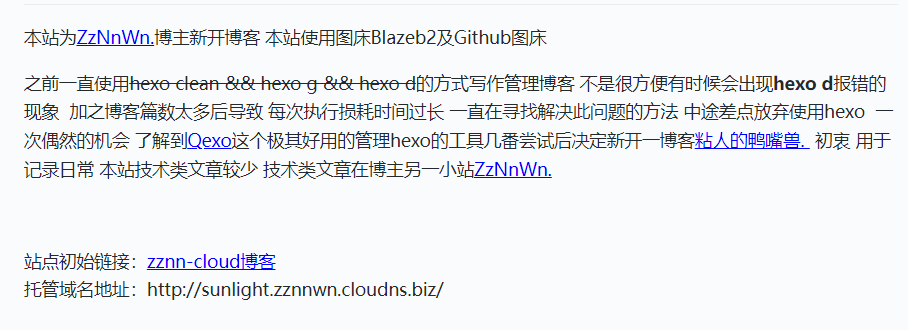 本站为ZzNnWn.博主新开博客 本站使用图床Blazeb2及Github图床
之前一直使用hexo clean && hexo g && hexo d的方式写作管理博客 不是很方便有时候会出现hexo d报错的
现象 加之博客篇数太多后导致 每次执行损耗时间过长 一直在寻找解决此问题的方法 中途差点放弃使用hexo 一
次偶然的机会 了解到Qexo这个极其好用的管理hexo的工具几番尝试后决定新开一博客粘人的鸭嘴兽. 初衷 用于
记录日常 本站技术类文章较少 技术类文章在博主另一小站ZzNnWn.
站点初始链接：zznn-cloud博客
托管域名地址：http://sunlight.zznnwn.cloudns.biz/